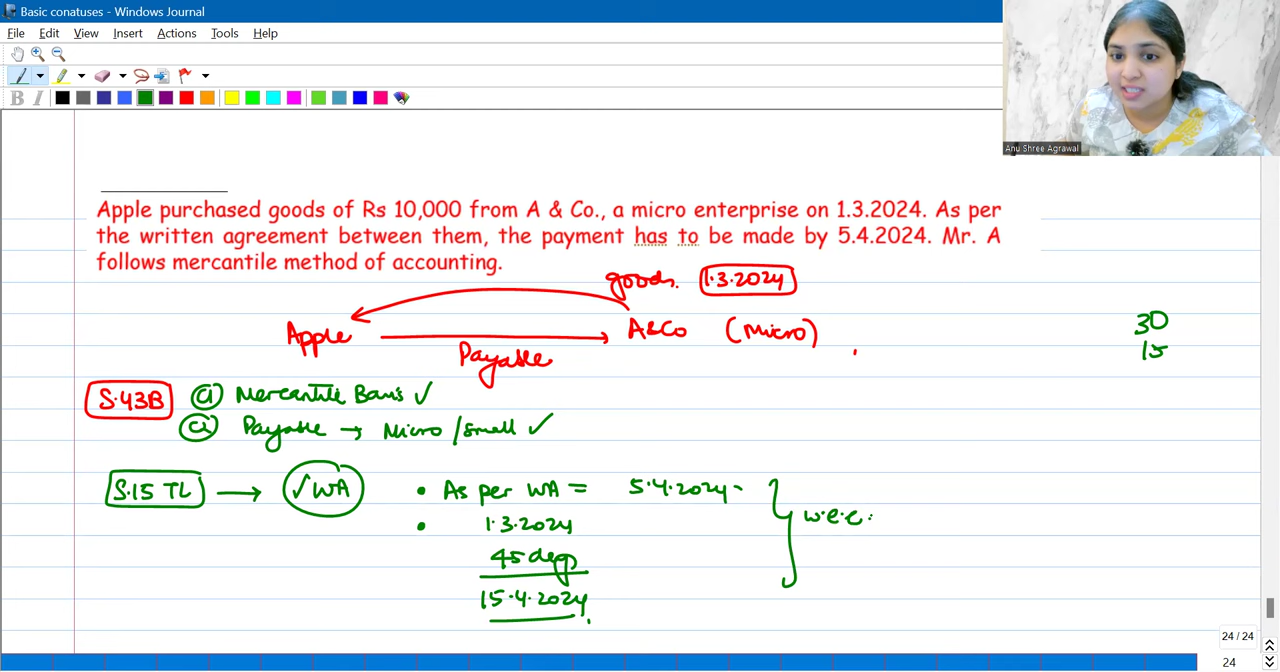 Basic conatuses - Windows Journal
File Edit View Insert Actions Tools Help
B I
Anu Shree Agrawal
Apple purchased goods of Rs 10,000 from A & Co., a micro enterprise on 1.3.2024. As per
the written agreement between them, the payment has to be made by 5.4.2024. Mr. A
follows mercantile method of accounting.
goods. 1.3.2024
Apple A&Co (Micro)
Payable
30
15
S.43B (i) Mercantile Basis ✓
(ii) Payable → Micro/Small ✓
S.15 TL → ✓WA • As per WA = 5.4.2024
• 1.3.2024
w.e.e.
45 days
15.4.2024
24 / 24
24